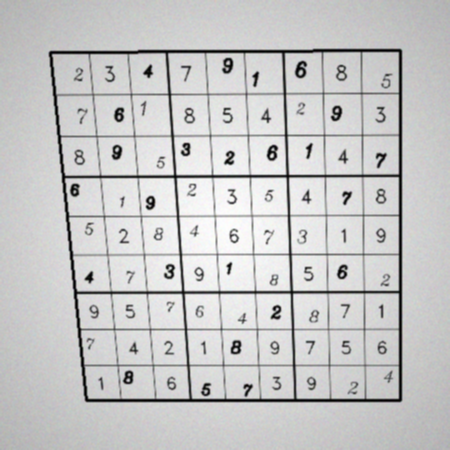 2 3 4 7 9 1 6 8 5
7 6 1 8 5 4 2 9 3
8 9 5 3 2 6 1 4 7
6 1 9 2 3 5 4 7 8
5 2 8 4 6 7 3 1 9
4 7 3 9 1 8 5 6 2
9 5 7 6 4 2 8 7 1
7 4 2 1 8 9 7 5 6
1 8 6 5 7 3 9 2 4